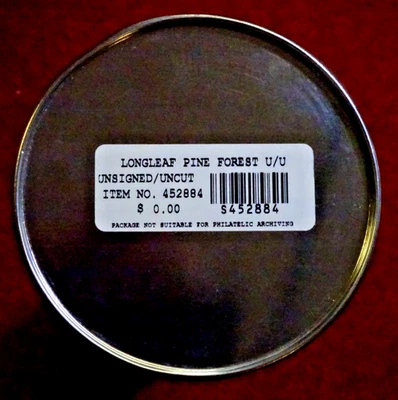 LONGLEAF PINE FOREST U/U
UNSIGNED/UNCUT
ITEM NO. 452884
$ 0.00
S452884
PACKAGE NOT SUITABLE FOR PHILATELIC ARCHIVING